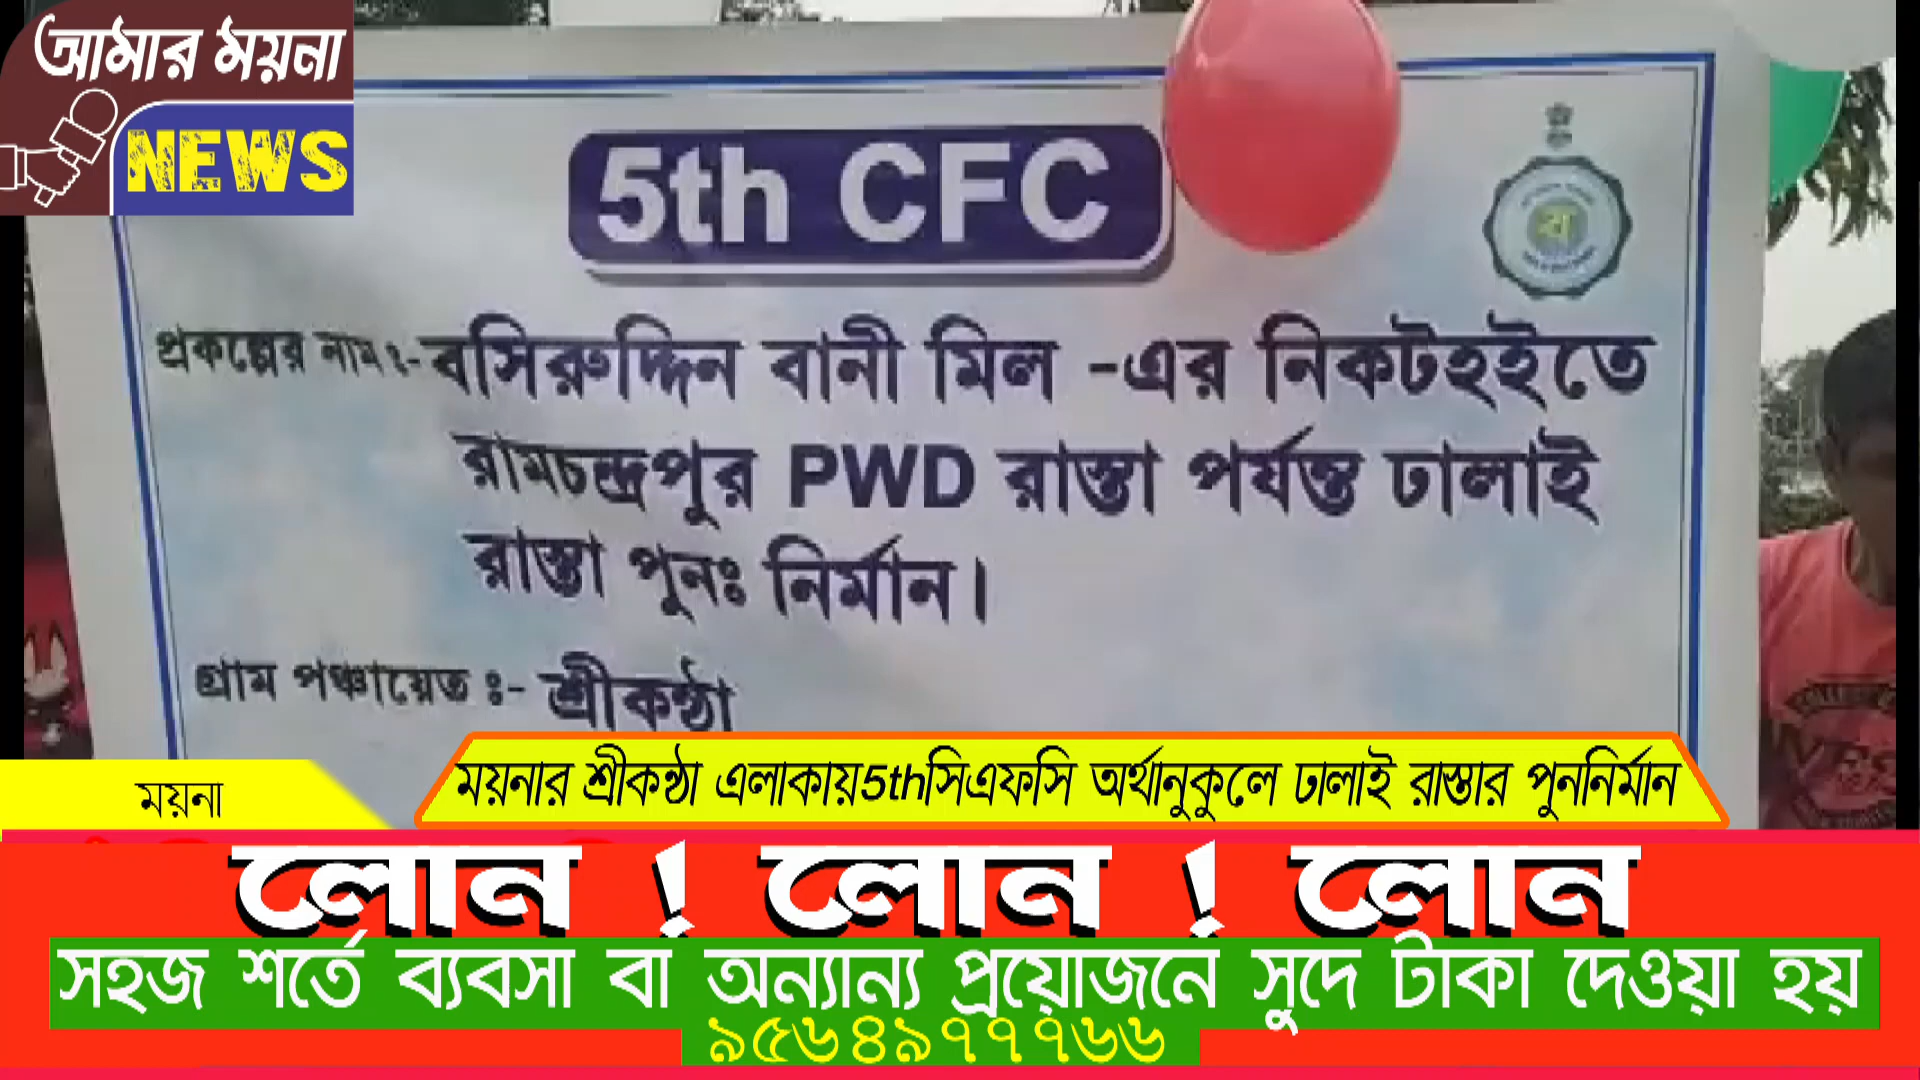 আমার ময়না
NEWS
5th CFC
প্রকল্পের নামঃ- বসিরুদ্দিন বানী মিল -এর নিকটহইতে
রামচন্দ্রপুর PWD রাস্তা পর্যন্ত ঢালাই
রাস্তা পুনঃ নির্মান।
গ্রাম পঞ্চায়েত ঃ- শ্রীকন্ঠা
ময়নার শ্রীকন্ঠা এলাকায়5thসিএফসি অর্থানুকুলে ঢালাই রাস্তার পুননির্মান
ময়না
লোন ! লোন ! লোন
সহজ শর্তে ব্যবসা বা অন্যান্য প্রয়োজনে সুদে টাকা দেওয়া হয়
৯৫৬৪৯৭৭৭৬৬